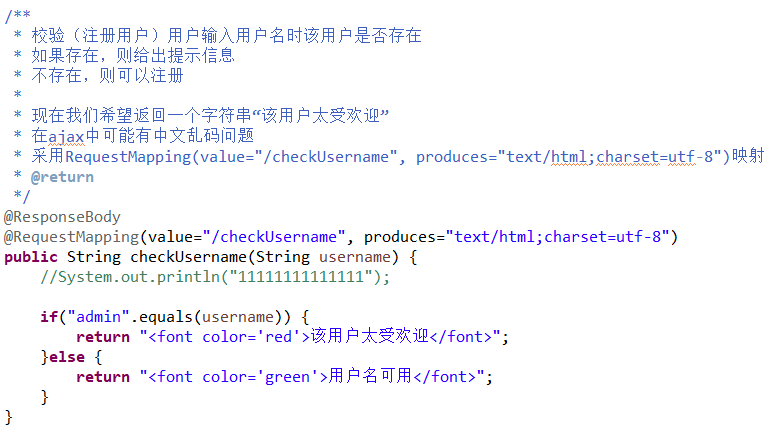 /**
 * 校验（注册用户）用户输入用户名时该用户是否存在
 * 如果存在，则给出提示信息
 * 不存在，则可以注册
 *
 * 现在我们希望返回一个字符串“该用户太受欢迎”
 * 在ajax中可能有中文乱码问题
 * 采用RequestMapping(value="/checkUsername", produces="text/html;charset=utf-8")映射
 * @return
 */
@ResponseBody
@RequestMapping(value="/checkUsername", produces="text/html;charset=utf-8")
public String checkUsername(String username) {
    //System.out.println("11111111111111");
    if("admin".equals(username)) {
        return "<font color='red'>该用户太受欢迎</font>";
    }else {
        return "<font color='green'>用户名可用</font>";
    }
}